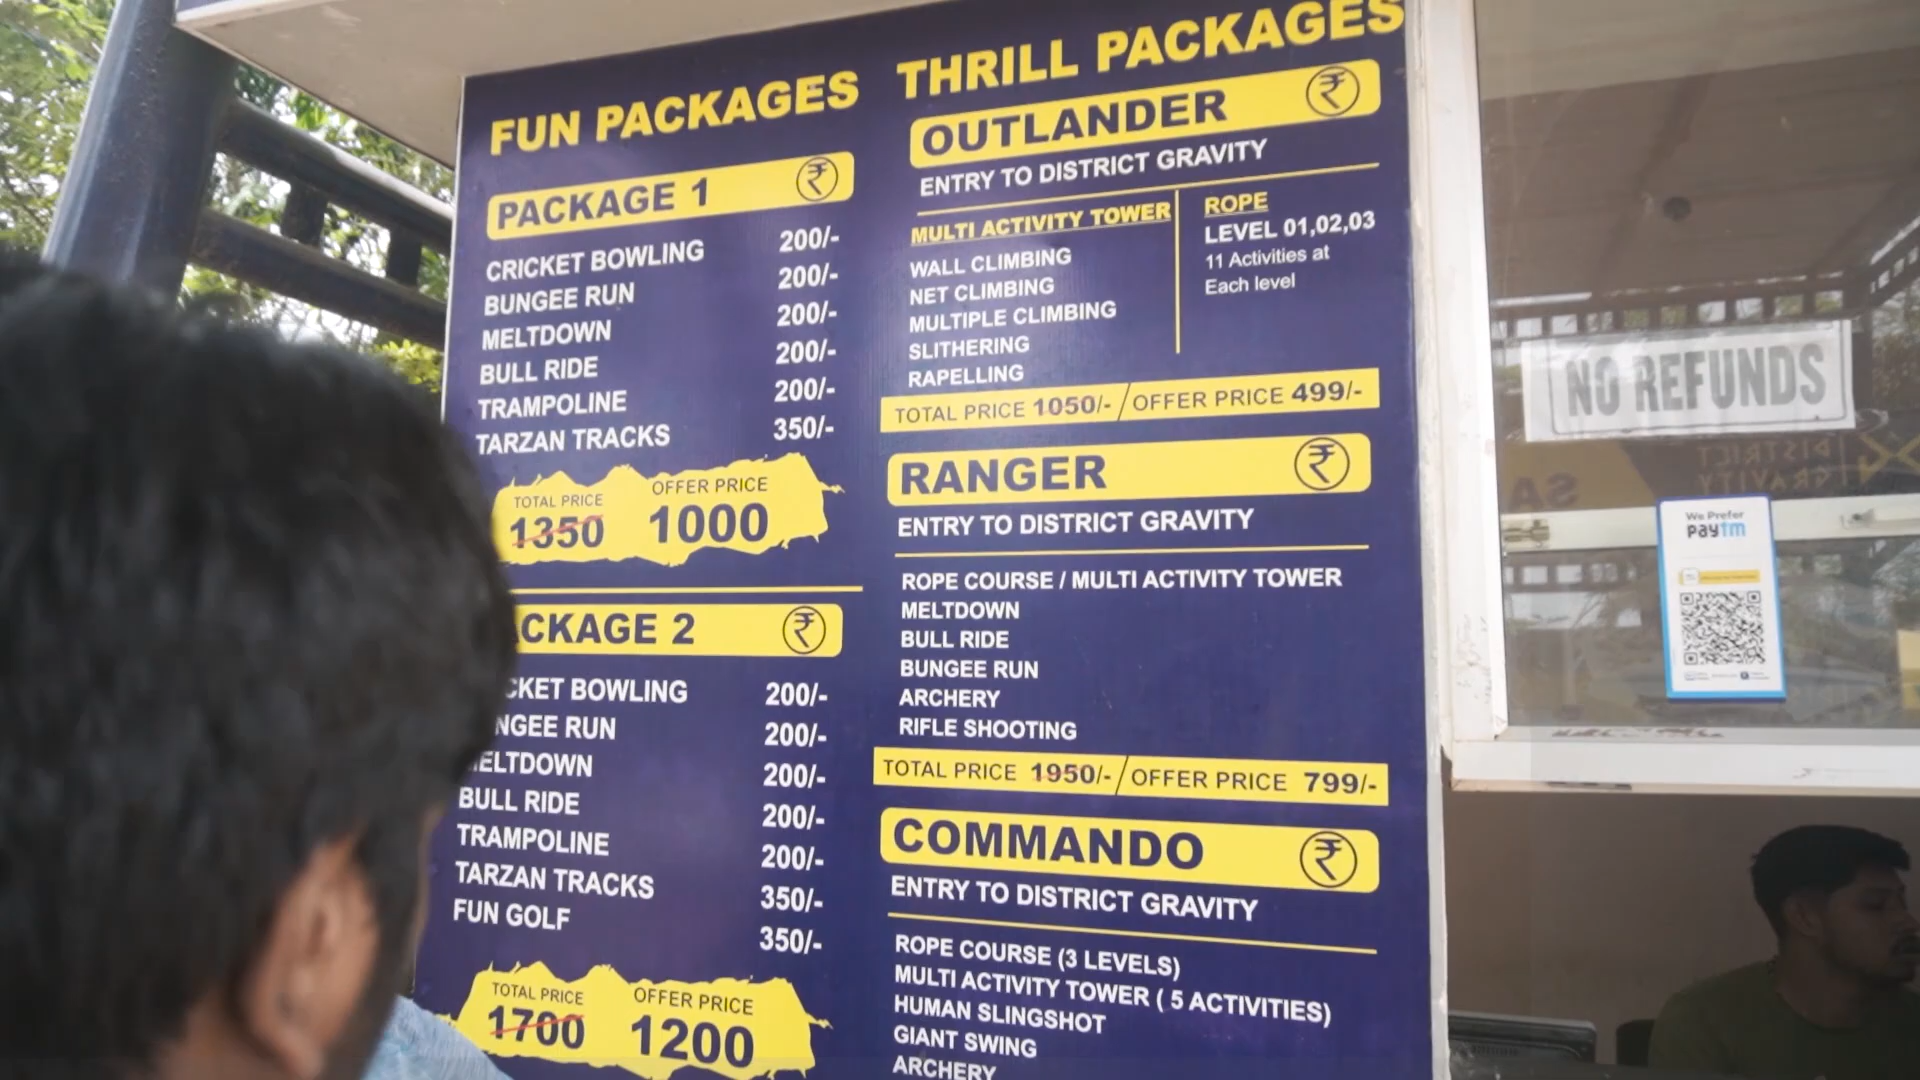 FUN PACKAGES
PACKAGE 1 ₹
CRICKET BOWLING 200/-
BUNGEE RUN 200/-
MELTDOWN 200/-
BULL RIDE 200/-
TRAMPOLINE 200/-
TARZAN TRACKS 350/-
TOTAL PRICE OFFER PRICE
1350 1000
CKAGE 2 ₹
CKET BOWLING 200/-
NGEE RUN 200/-
ELTDOWN 200/-
BULL RIDE 200/-
TRAMPOLINE 200/-
TARZAN TRACKS 350/-
FUN GOLF 350/-
TOTAL PRICE OFFER PRICE
1700 1200
THRILL PACKAGES
OUTLANDER ₹
ENTRY TO DISTRICT GRAVITY
MULTI ACTIVITY TOWER
WALL CLIMBING
NET CLIMBING
MULTIPLE CLIMBING
SLITHERING
RAPELLING
ROPE
LEVEL 01,02,03
11 Activities at
Each level
TOTAL PRICE 1050/- / OFFER PRICE 499/-
RANGER ₹
ENTRY TO DISTRICT GRAVITY
ROPE COURSE / MULTI ACTIVITY TOWER
MELTDOWN
BULL RIDE
BUNGEE RUN
ARCHERY
RIFLE SHOOTING
TOTAL PRICE 1950/- / OFFER PRICE 799/-
COMMANDO ₹
ENTRY TO DISTRICT GRAVITY
ROPE COURSE (3 LEVELS)
MULTI ACTIVITY TOWER ( 5 ACTIVITIES)
HUMAN SLINGSHOT
GIANT SWING
ARCHERY
NO REFUNDS
DISTRICT
GRAVITY
SA
We Prefer
paytm